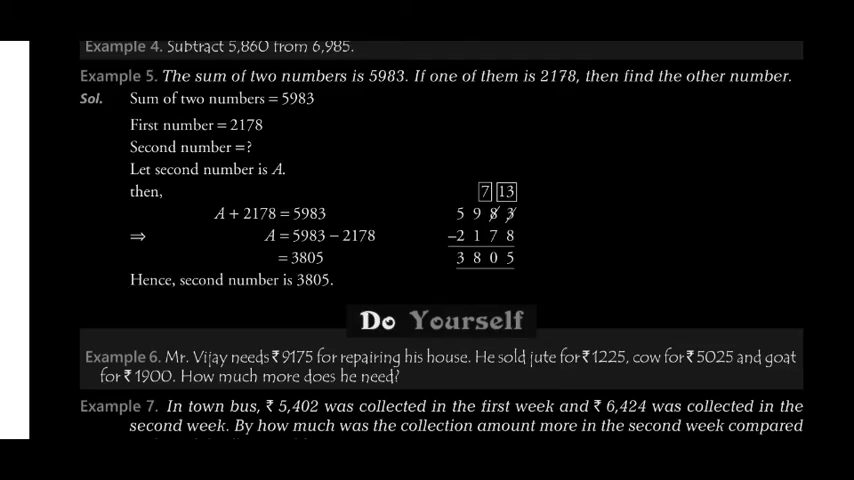 Example 4. Subtract 5,860 from 6,985.
Example 5. The sum of two numbers is 5983. If one of them is 2178, then find the other number.
Sol. Sum of two numbers = 5983
First number = 2178
Second number = ?
Let second number is A.
then,
7 13
A + 2178 = 5983
5 9 8 3
⇒ A = 5983 – 2178
–2 1 7 8
= 3805
3 8 0 5
Hence, second number is 3805.
Do Yourself
Example 6. Mr. Vijay needs ₹9175 for repairing his house. He sold jute for ₹1225, cow for ₹5025 and goat
for ₹1900. How much more does he need?
Example 7. In town bus, ₹ 5,402 was collected in the first week and ₹ 6,424 was collected in the
second week. By how much was the collection amount more in the second week compared